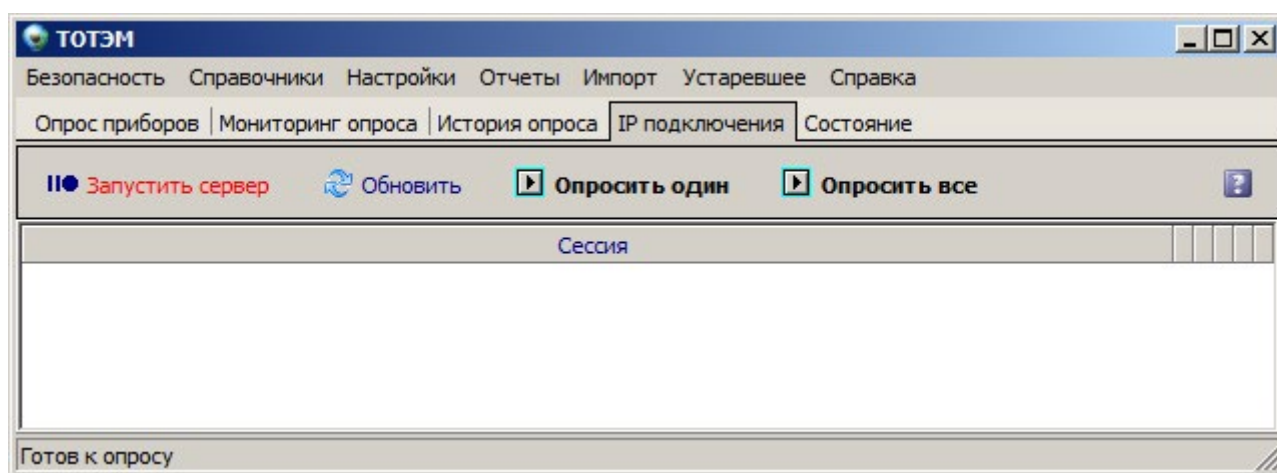 ТОТЭМ
Безопасность Справочники Настройки Отчеты Импорт Устаревшее Справка
Опрос приборов Мониторинг опроса История опроса IP подключения Состояние
Запустить сервер Обновить Опросить один Опросить все ?
Сессия
Готов к опросу